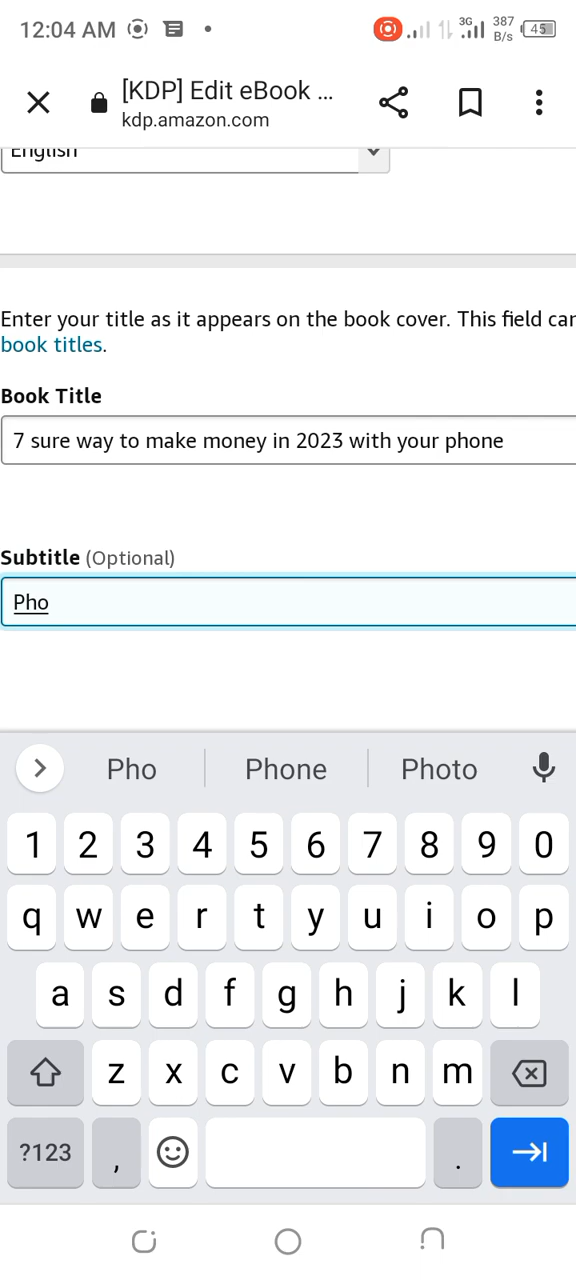 12:04 AM 3G 387 B/s 45
[KDP] Edit eBook ...
kdp.amazon.com
English
Enter your title as it appears on the book cover. This field can
book titles.
Book Title
7 sure way to make money in 2023 with your phone
Subtitle (Optional)
Pho
Pho Phone Photo
1 2 3 4 5 6 7 8 9 0
q w e r t y u i o p
a s d f g h j k l
z x c v b n m
?123 , .